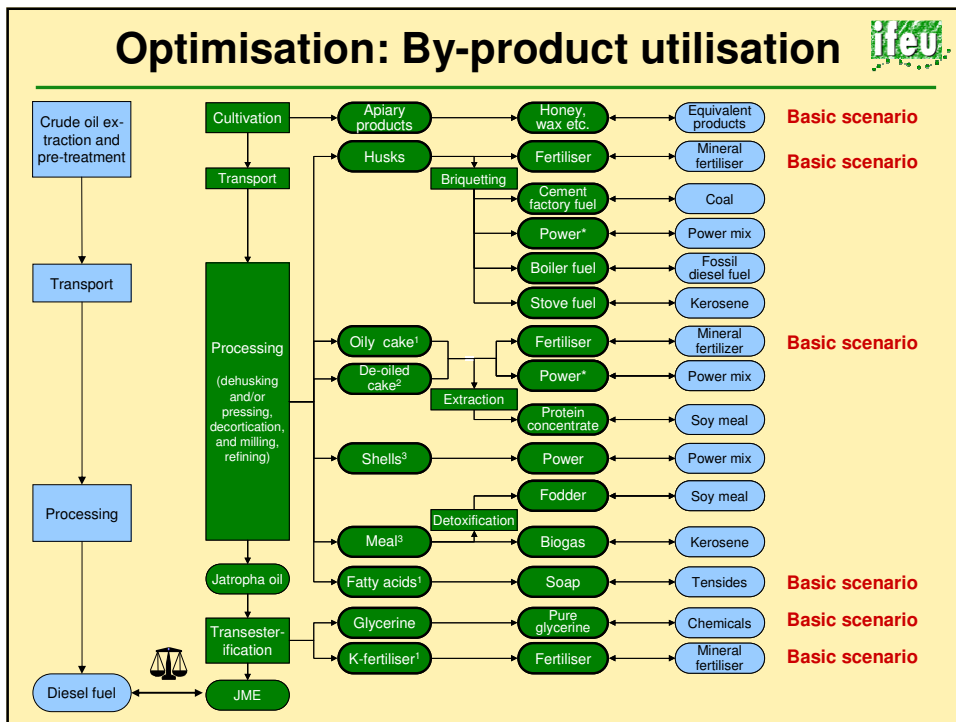 Optimisation: By-product utilisation
ifeu
Crude oil ex-
traction and
pre-treatment
Transport
Processing
Diesel fuel
Cultivation
Transport
Processing
(dehusking
and/or
pressing,
decortication,
and milling,
refining)
Jatropha oil
Transester-
ification
JME
Apiary
products
Honey,
wax etc.
Equivalent
products
Basic scenario
Husks
Fertiliser
Mineral
fertiliser
Basic scenario
Briquetting
Cement
factory fuel
Coal
Power*
Power mix
Boiler fuel
Fossil
diesel fuel
Stove fuel
Kerosene
Oily cake¹
Fertiliser
Mineral
fertilizer
Basic scenario
De-oiled
cake²
Power*
Power mix
Extraction
Protein
concentrate
Soy meal
Shells³
Power
Power mix
Fodder
Soy meal
Detoxification
Meal³
Biogas
Kerosene
Fatty acids¹
Soap
Tensides
Basic scenario
Glycerine
Pure
glycerine
Chemicals
Basic scenario
K-fertiliser¹
Fertiliser
Mineral
fertiliser
Basic scenario